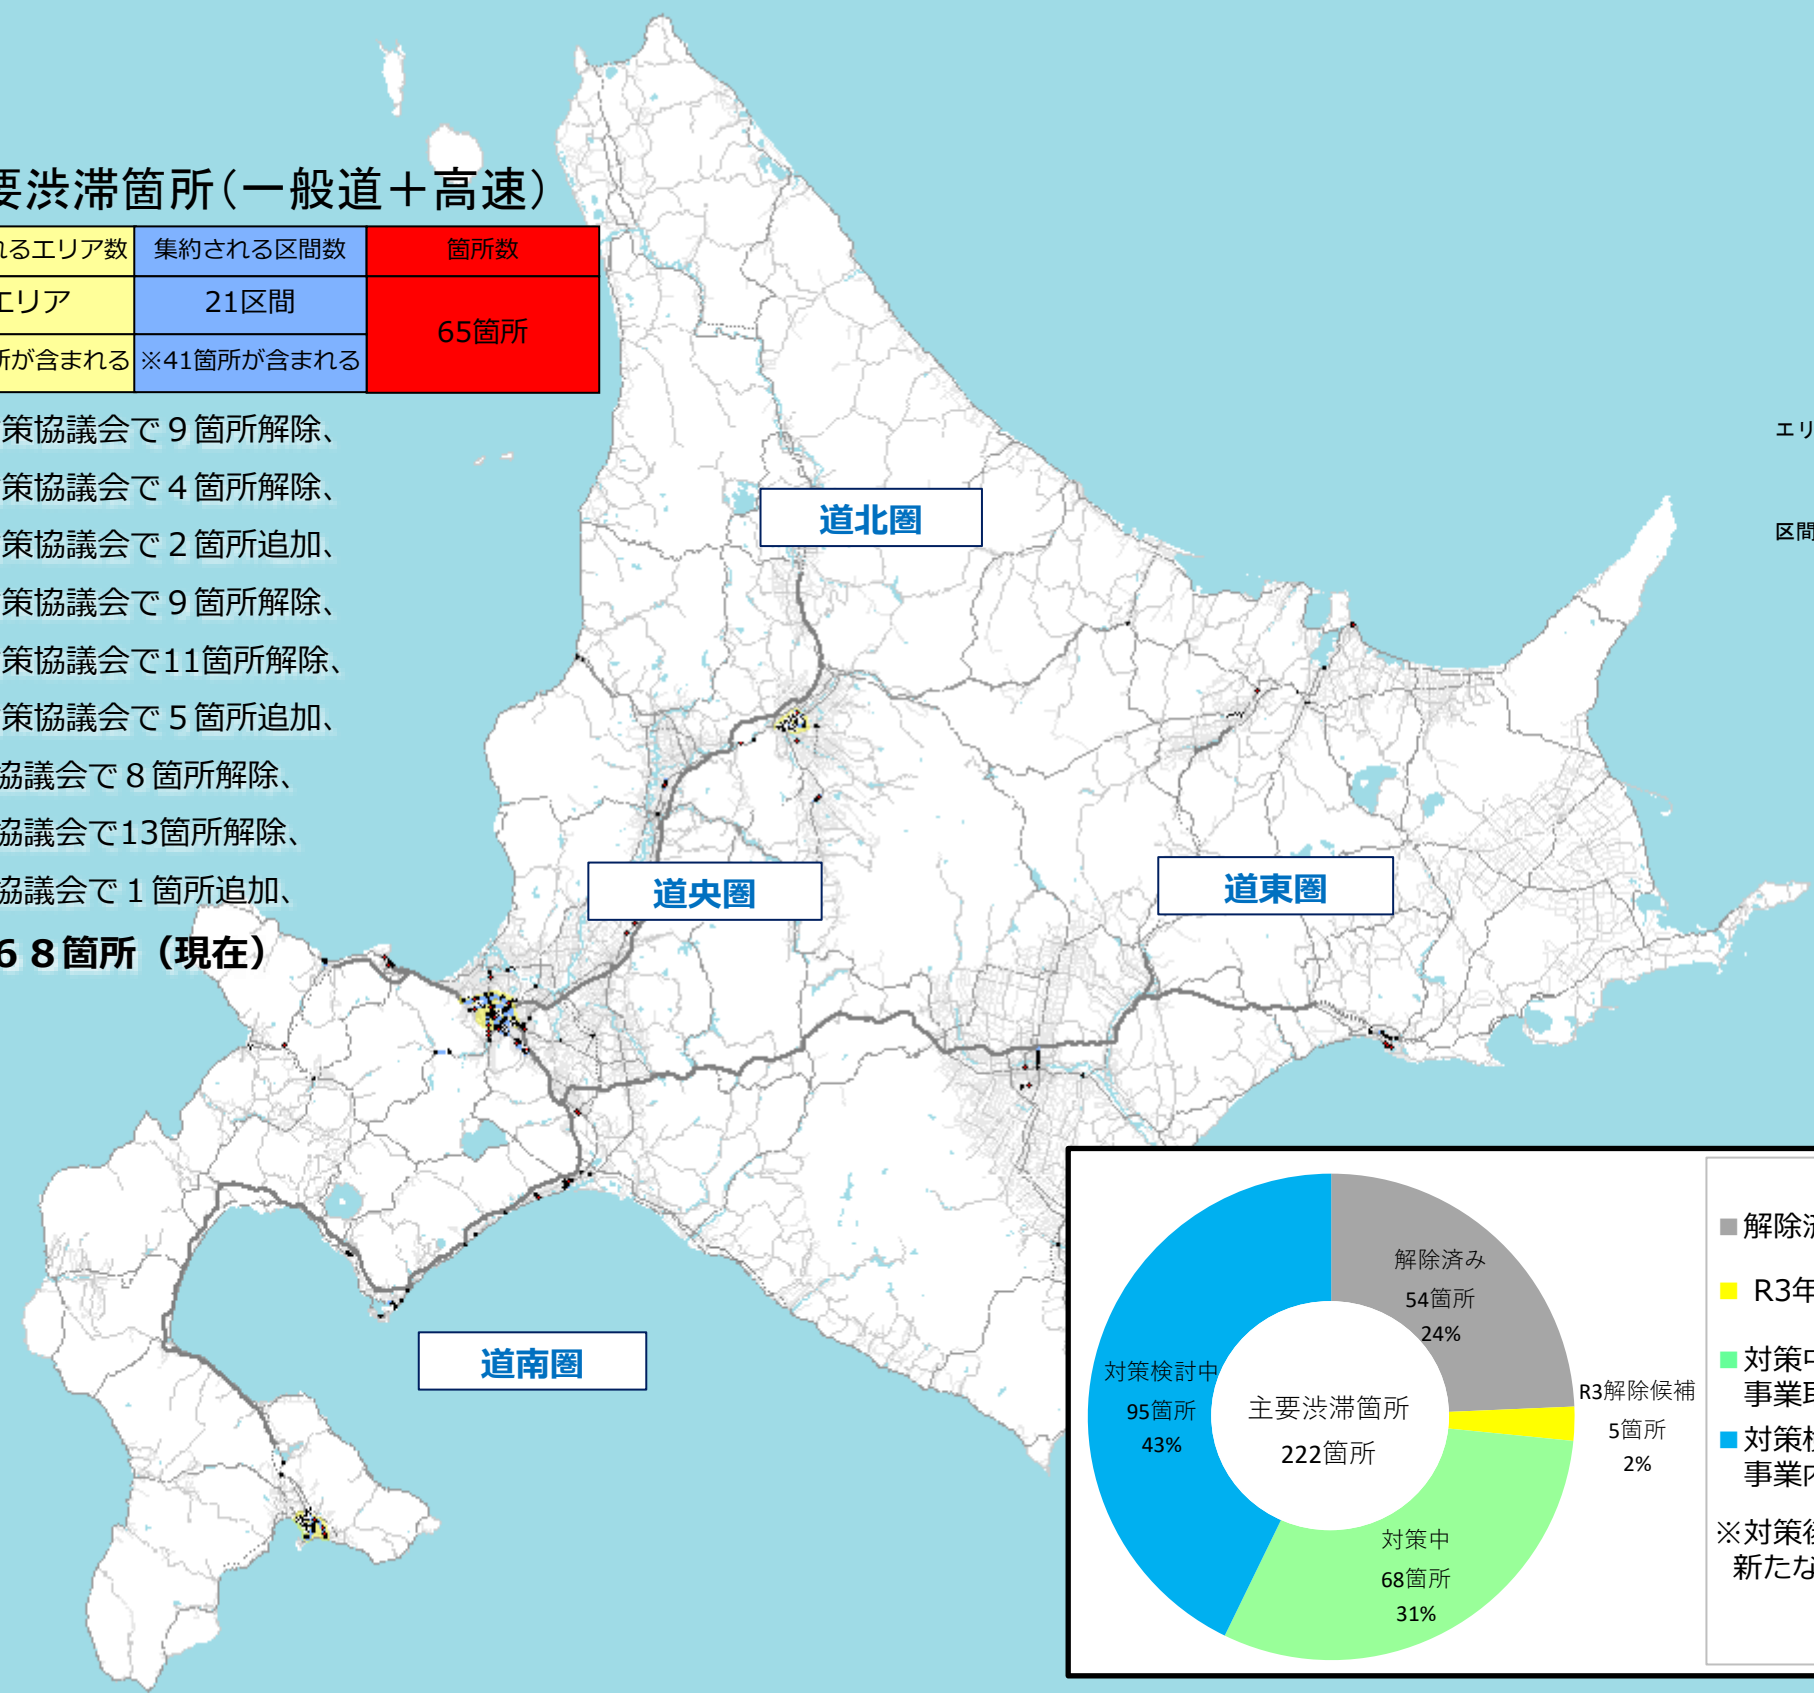 要渋滞箇所（一般道＋高速）
れるエリア数 集約される区間数 箇所数
エリア 21区間 65箇所
所が含まれる ※41箇所が含まれる
策協議会で９箇所解除、
策協議会で４箇所解除、
策協議会で２箇所追加、
策協議会で９箇所解除、
策協議会で11箇所解除、
策協議会で５箇所追加、
協議会で８箇所解除、
協議会で13箇所解除、
協議会で１箇所追加、
６８箇所（現在）
エリ
区間
道北圏
道央圏
道東圏
道南圏
解除済み
54箇所
24%
R3解除候補
5箇所
2%
対策検討中
95箇所
43%
主要渋滞箇所
222箇所
対策中
68箇所
31%
解除済
R3年
対策中
事業
対策検
事業内
※対策後
新たな